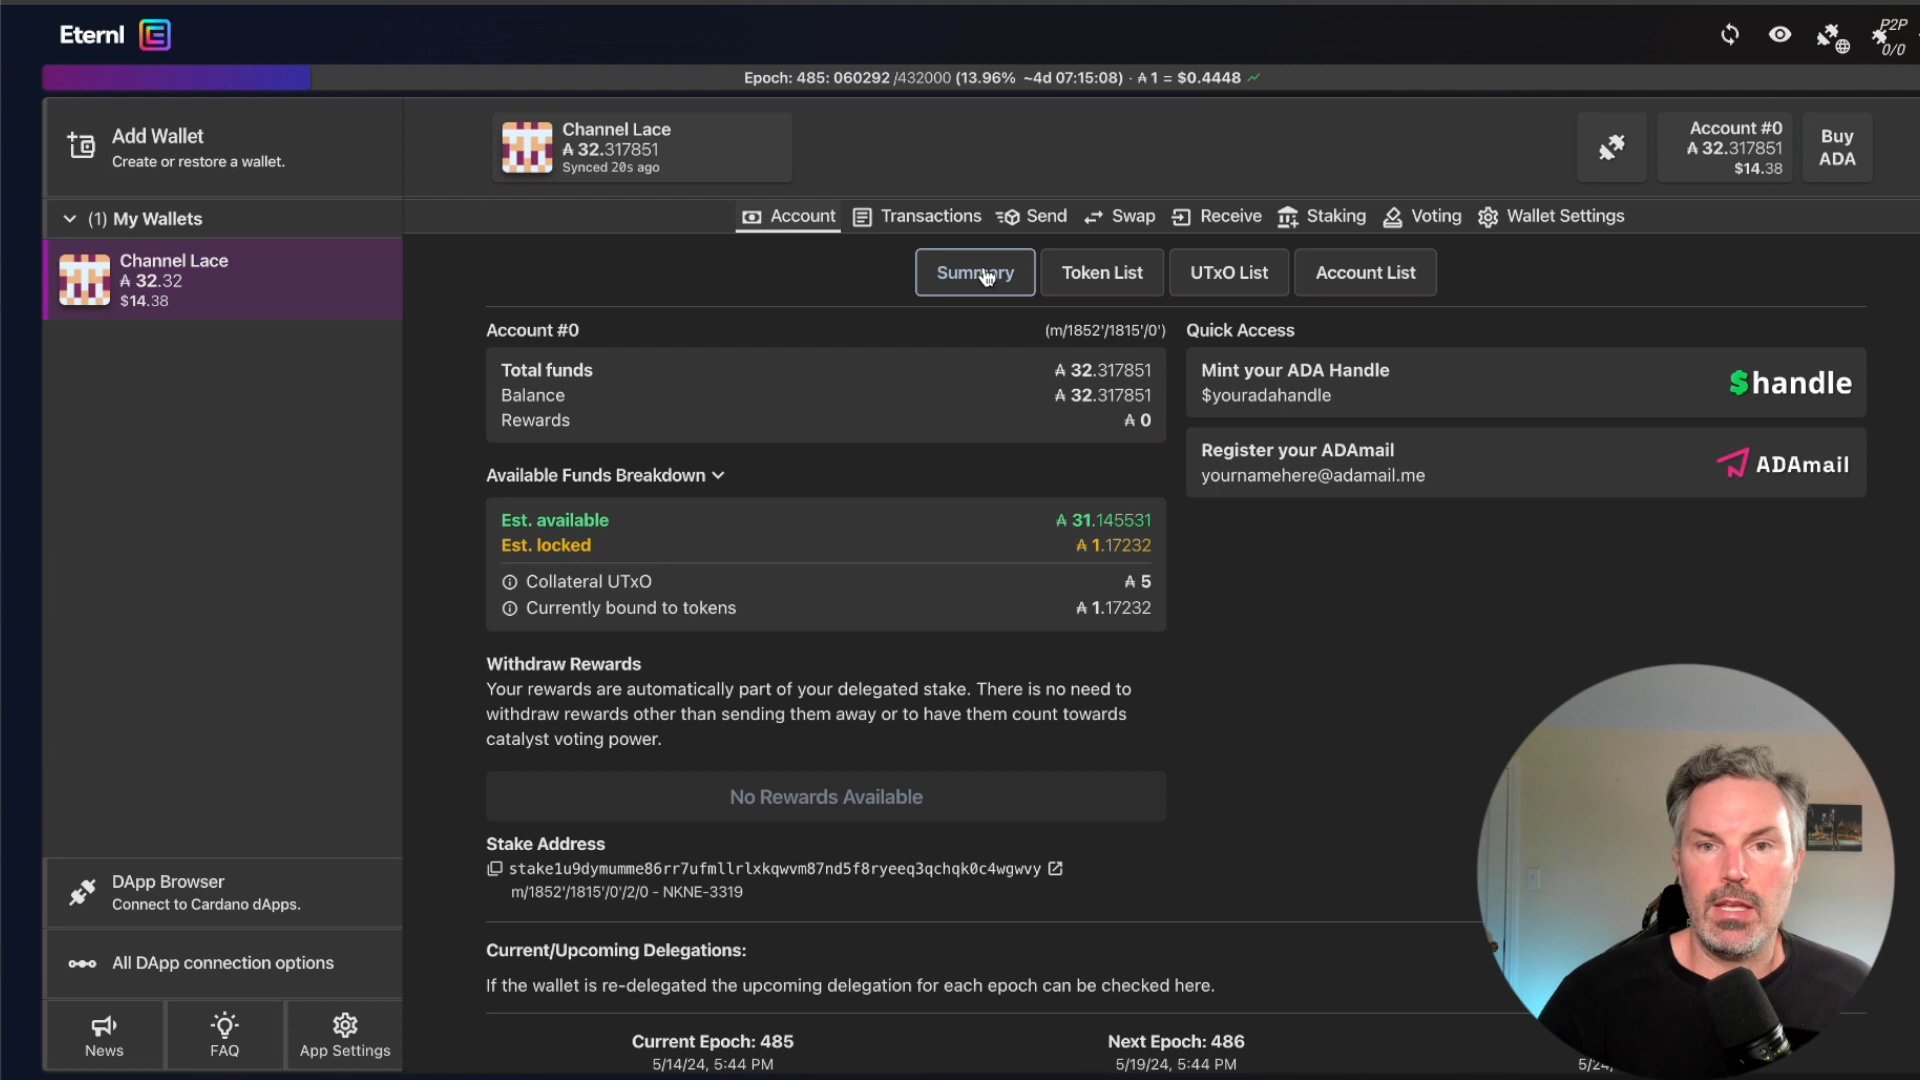 Eternl
P2P
0/0
Epoch: 485: 060292 /432000 (13.96% ~4d 07:15:08) · ₳ 1 = $0.4448
Add Wallet
Create or restore a wallet.
(1) My Wallets
Channel Lace
₳ 32.32
$14.38
DApp Browser
Connect to Cardano dApps.
All DApp connection options
News
FAQ
App Settings
Channel Lace
₳ 32.317851
Synced 20s ago
Account #0
₳ 32.317851
$14.38
Buy
ADA
Account
Transactions
Send
Swap
Receive
Staking
Voting
Wallet Settings
Summary
Token List
UTxO List
Account List
Account #0 (m/1852'/1815'/0')
Total funds ₳ 32.317851
Balance ₳ 32.317851
Rewards ₳ 0
Available Funds Breakdown
Est. available ₳ 31.145531
Est. locked ₳ 1.17232
Collateral UTxO ₳ 5
Currently bound to tokens ₳ 1.17232
Withdraw Rewards
Your rewards are automatically part of your delegated stake. There is no need to
withdraw rewards other than sending them away or to have them count towards
catalyst voting power.
No Rewards Available
Stake Address
stake1u9dymumme86rr7ufmllrlxkqwvm87nd5f8ryeeq3qchqk0c4wgwvy
m/1852'/1815'/0'/2/0 - NKNE-3319
Quick Access
Mint your ADA Handle
$youradahandle
$handle
Register your ADAmail
yournamehere@adamail.me
ADAmail
Current/Upcoming Delegations:
If the wallet is re-delegated the upcoming delegation for each epoch can be checked here.
Current Epoch: 485
5/14/24, 5:44 PM
Next Epoch: 486
5/19/24, 5:44 PM
5/24/